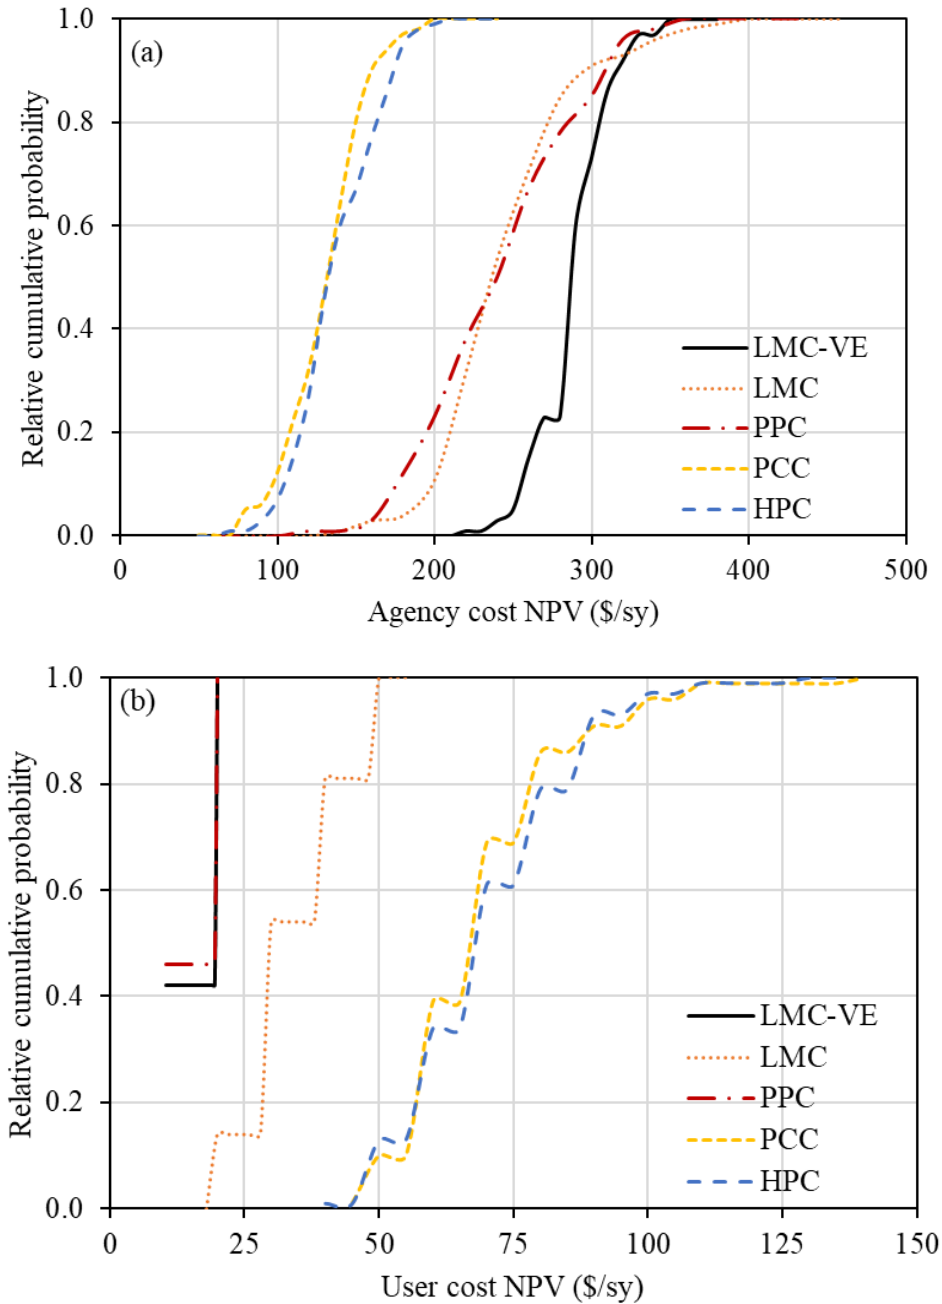 (a)
Relative cumulative probability
1.0
0.8
0.6
0.4
0.2
0.0
LMC-VE
LMC
PPC
PCC
HPC
0 100 200 300 400 500
Agency cost NPV ($/sy)
(b)
Relative cumulative probability
1.0
0.8
0.6
0.4
0.2
0.0
LMC-VE
LMC
PPC
PCC
HPC
0 25 50 75 100 125 150
User cost NPV ($/sy)